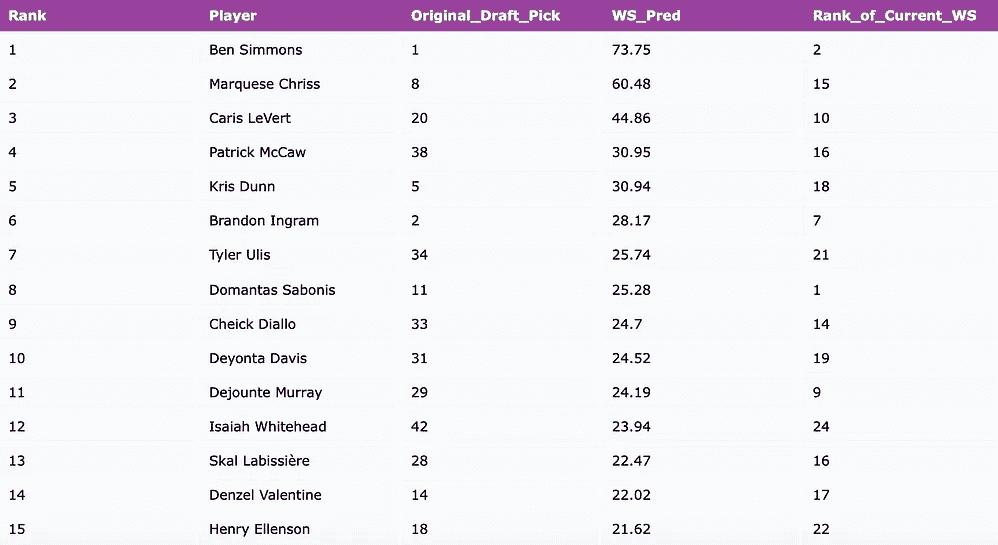 Rank Player Original_Draft_Pick WS_Pred Rank_of_Current_WS
1 Ben Simmons 1 73.75 2
2 Marquese Chriss 8 60.48 15
3 Caris LeVert 20 44.86 10
4 Patrick McCaw 38 30.95 16
5 Kris Dunn 5 30.94 18
6 Brandon Ingram 2 28.17 7
7 Tyler Ulis 34 25.74 21
8 Domantas Sabonis 11 25.28 1
9 Cheick Diallo 33 24.7 14
10 Deyonta Davis 31 24.52 19
11 Dejounte Murray 29 24.19 9
12 Isaiah Whitehead 42 23.94 24
13 Skal Labissière 28 22.47 16
14 Denzel Valentine 14 22.02 17
15 Henry Ellenson 18 21.62 22